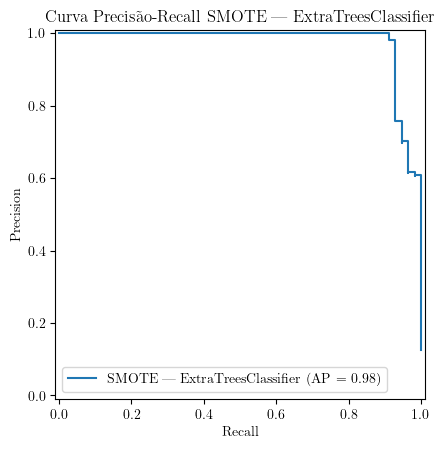 Curva Precisão-Recall SMOTE — ExtraTreesClassifier
1.0
0.8
0.6
0.4
0.2
0.0
Precision
SMOTE — ExtraTreesClassifier (AP = 0.98)
0.0 0.2 0.4 0.6 0.8 1.0
Recall